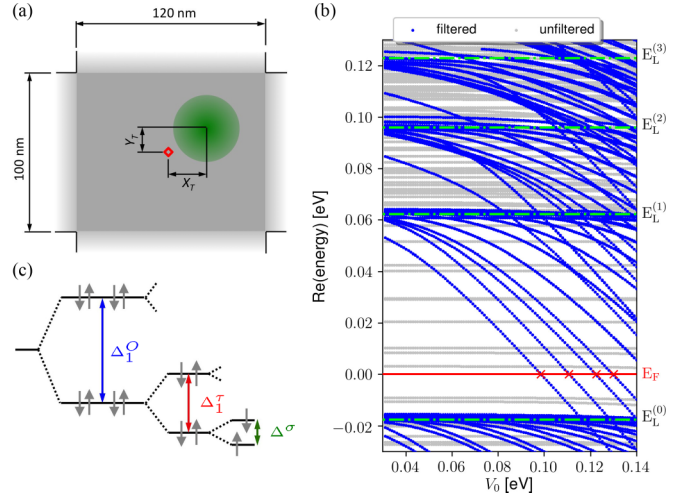 (a)
120 nm
100 nm
Y_T
X_T
(b)
filtered
unfiltered
Re(energy) [eV]
0.12
0.10
0.08
0.06
0.04
0.02
0.00
−0.02
E_L^(3)
E_L^(2)
E_L^(1)
E_F
E_L^(0)
0.04
0.06
0.08
0.10
0.12
0.14
V_0 [eV]
(c)
Δ_1^O
Δ_1^τ
Δ^σ